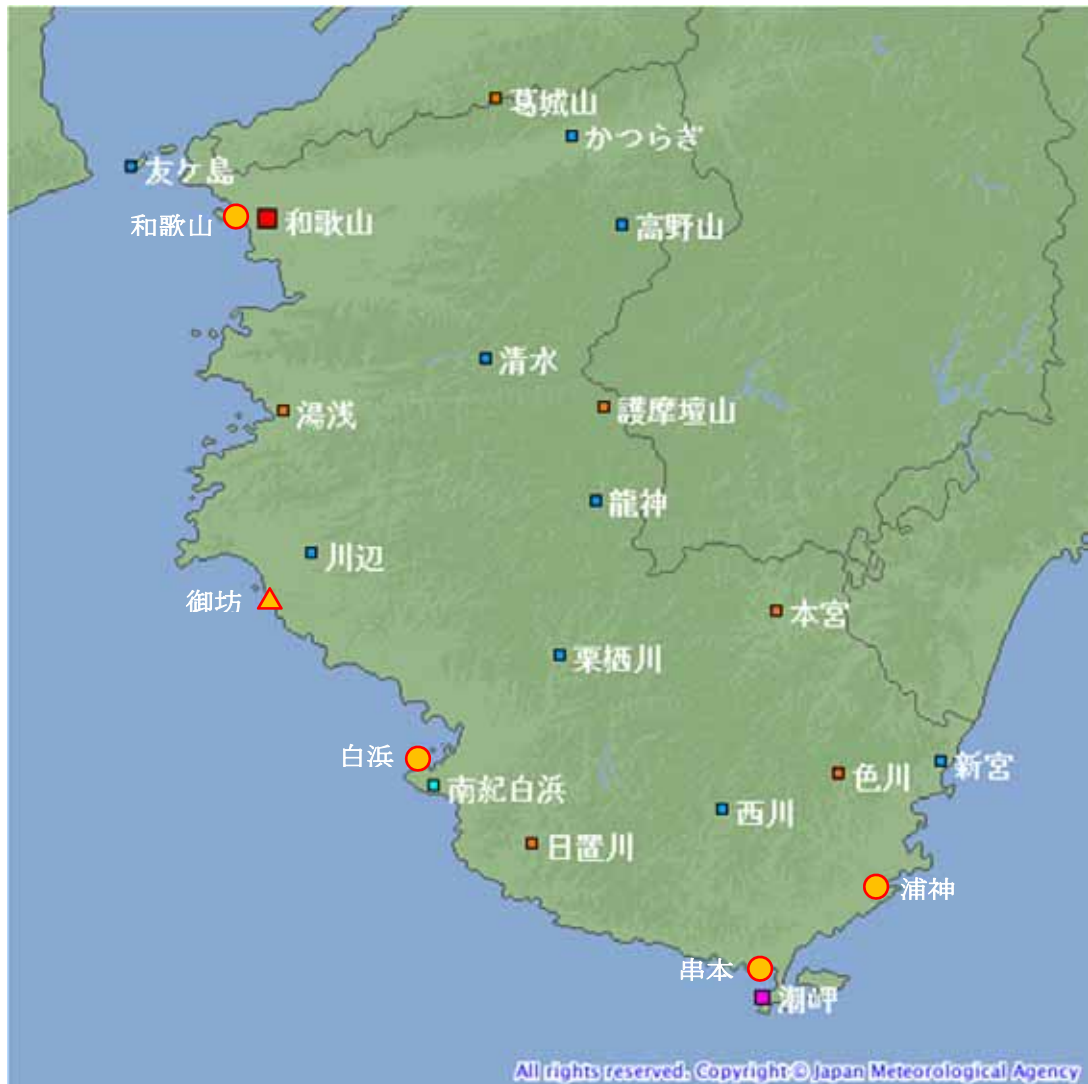 葛城山
かつらぎ
友ケ島
和歌山
和歌山
高野山
清水
湯浅
護摩壇山
龍神
川辺
御坊
本宮
栗栖川
白浜
南紀白浜
新宮
色川
西川
日置川
浦神
串本
潮岬
All rights reserved. Copyright © Japan Meteorological Agency